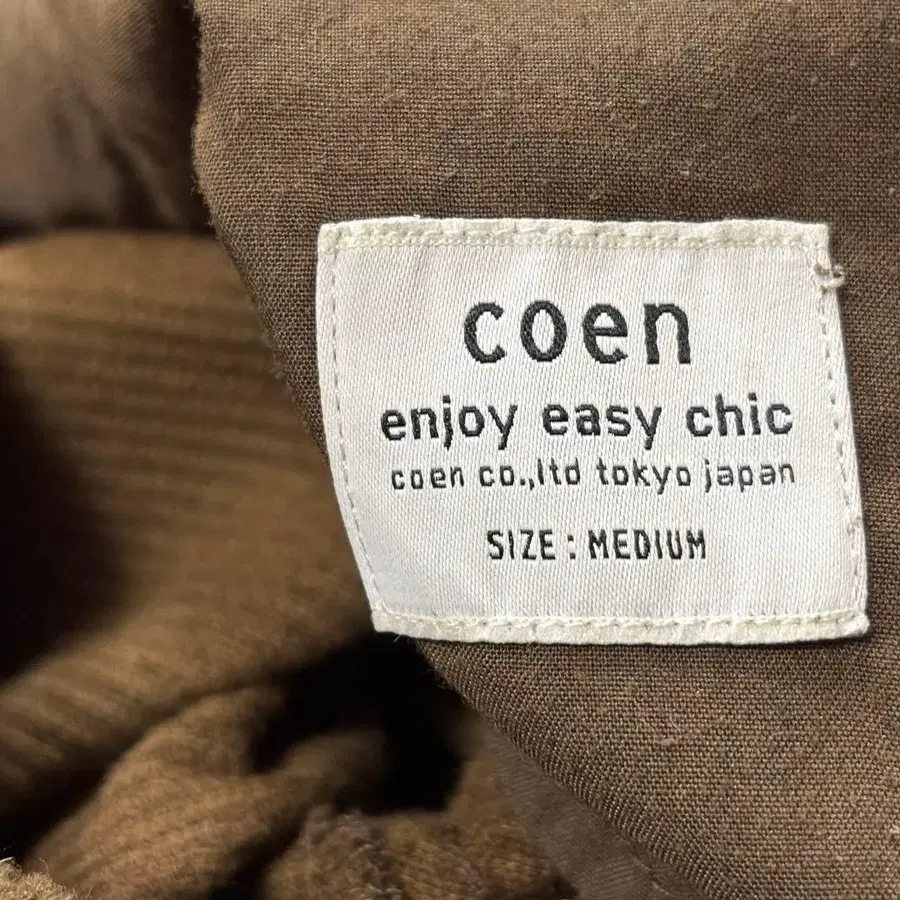 coen
enjoy easy chic
coen co.,ltd tokyo japan
SIZE : MEDIUM